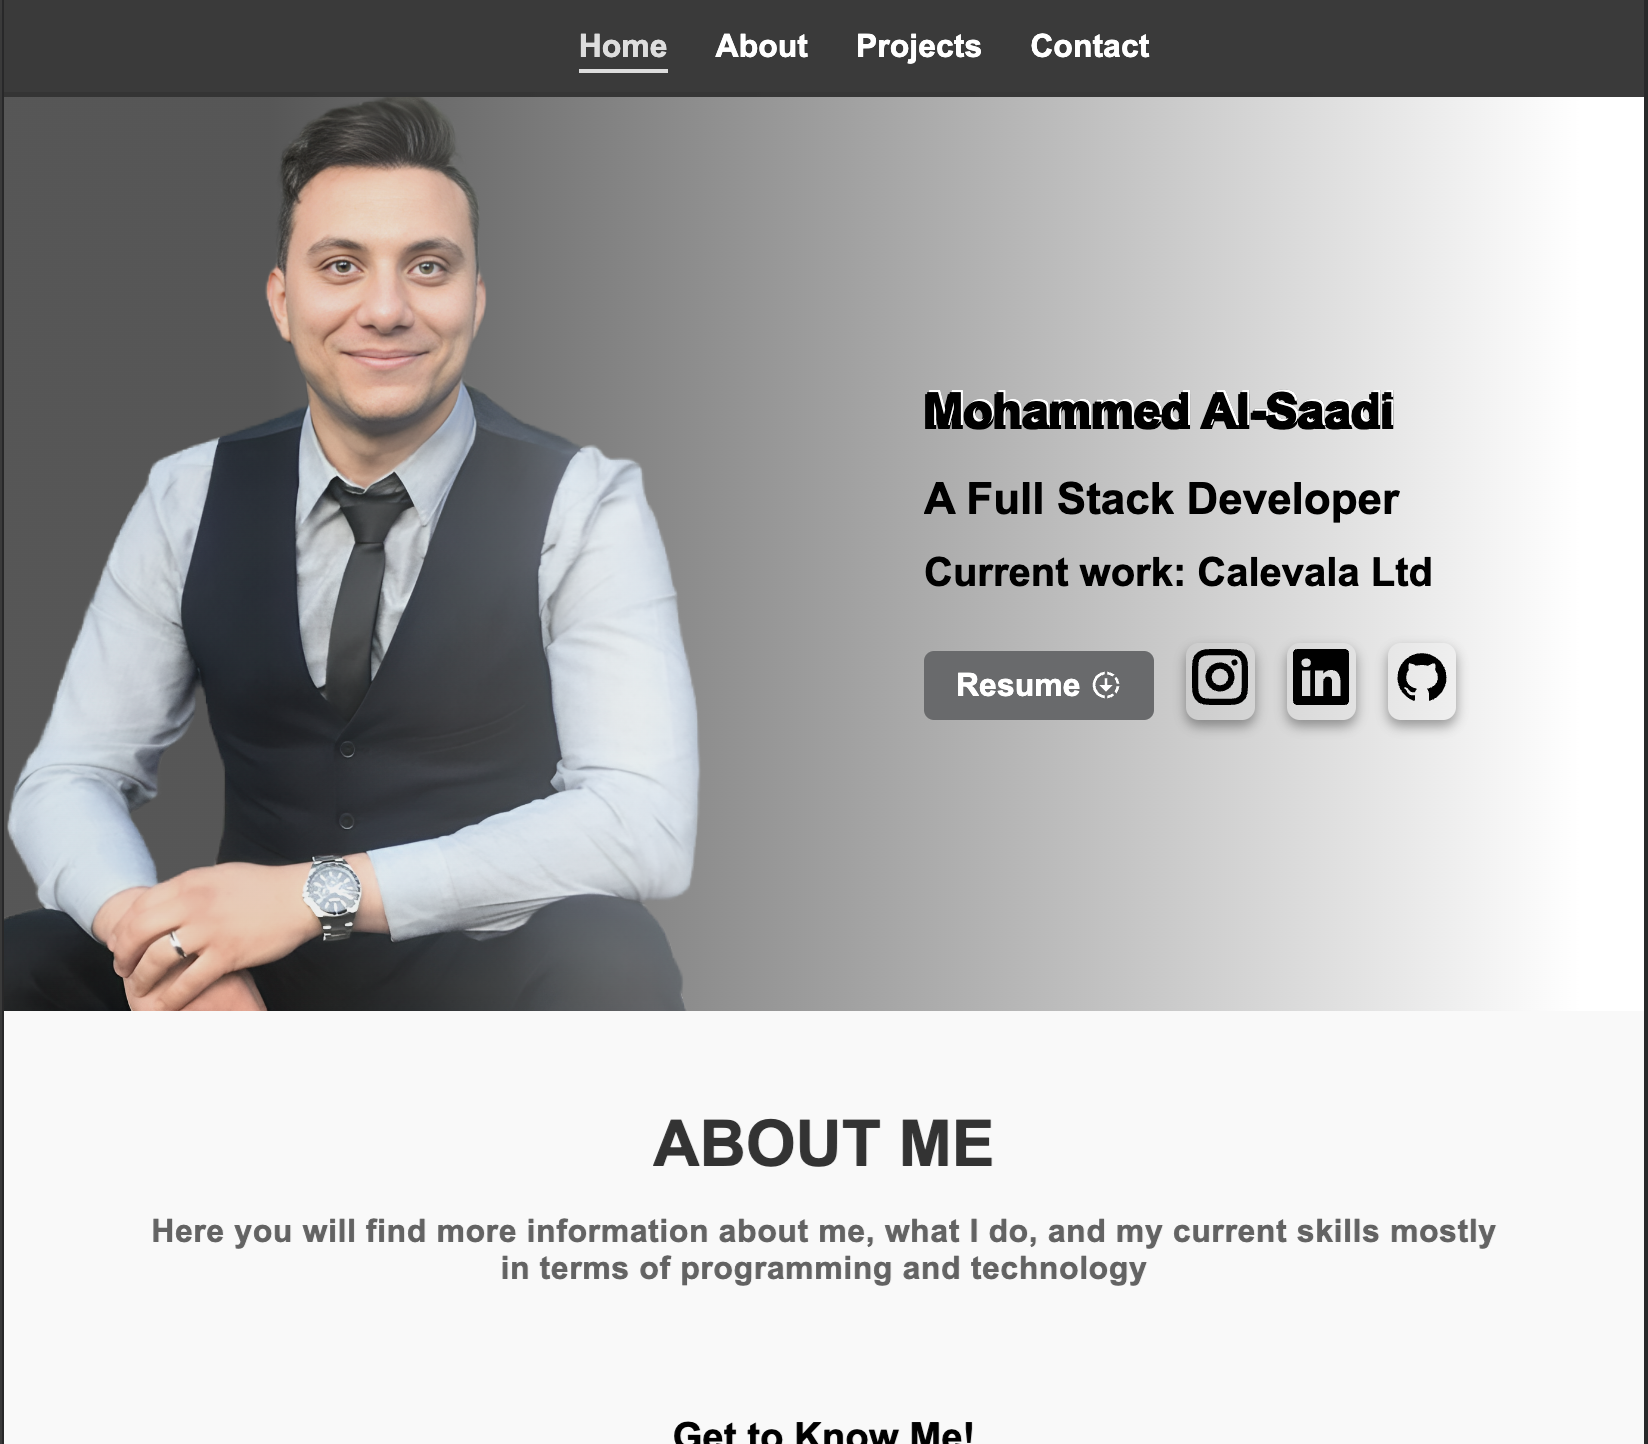 Home About Projects Contact
Mohammed Al-Saadi
A Full Stack Developer
Current work: Calevala Ltd
Resume
in
ABOUT ME
Here you will find more information about me, what I do, and my current skills mostly
in terms of programming and technology
Get to Know Me!